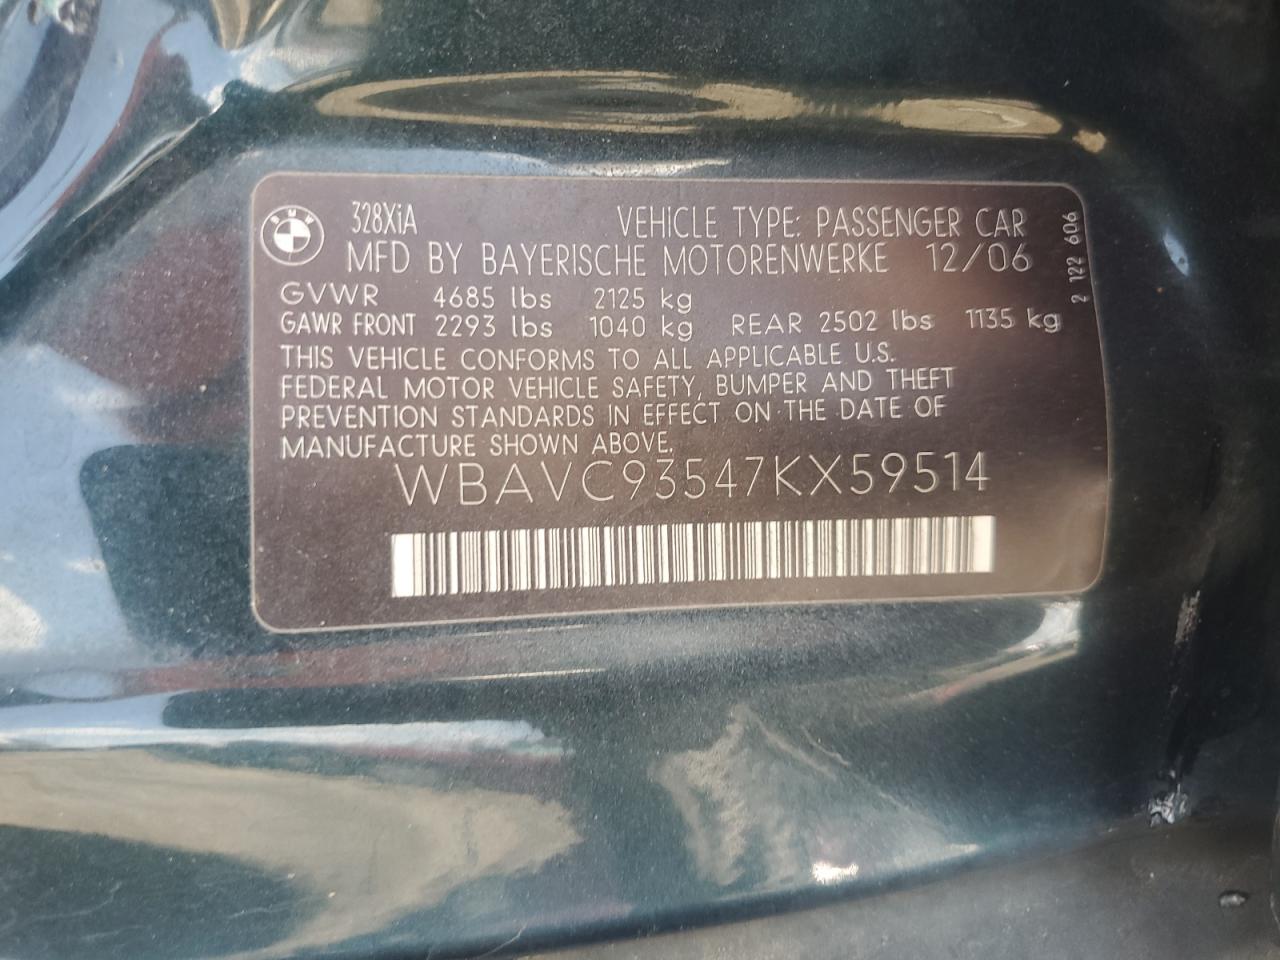 BMW
328XiA VEHICLE TYPE: PASSENGER CAR
MFD BY BAYERISCHE MOTORENWERKE 12/06
GVWR 4685 lbs 2125 kg
GAWR FRONT 2293 lbs 1040 kg REAR 2502 lbs 1135 kg
THIS VEHICLE CONFORMS TO ALL APPLICABLE U.S.
FEDERAL MOTOR VEHICLE SAFETY, BUMPER AND THEFT
PREVENTION STANDARDS IN EFFECT ON THE DATE OF
MANUFACTURE SHOWN ABOVE.
WBAVC93547KX59514
2 122 606